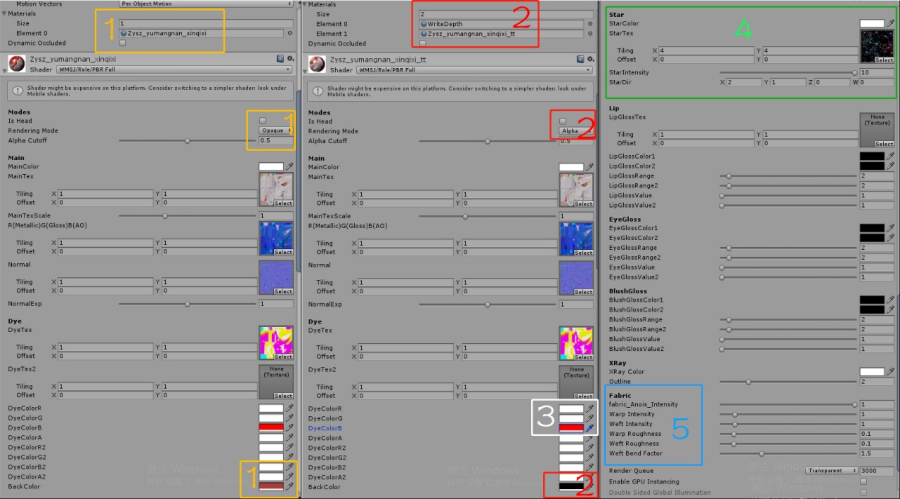 Motion Vectors Per Object Motion
Materials
Size 1
Element 0 Zysz_yumangnan_xinqixi
Dynamic Occluded
1
Zysz_yumangnan_xinqixi
Shader MMSJ/Role/PBR Full
Shader might be expensive on this platform. Consider switching to a simpler shader; look under
Mobile shaders.
Nodes
Is Head
Rendering Mode Opaque
Alpha Cutoff 0.5
1
Main
MainColor
MainTex
Tiling X 1 Y 1
Offset X 0 Y 0
Select
MainTexScale 1
R(Metallic)G(Gloss)B(AO)
Tiling X 1 Y 1
Offset X 0 Y 0
Select
Normal
Tiling X 1 Y 1
Offset X 0 Y 0
Select
NormalExp 1
Dye
DyeTex
Tiling X 1 Y 1
Offset X 0 Y 0
Select
DyeTex2
None
(Texture)
Tiling X 1 Y 1
Offset X 0 Y 0
Select
DyeColorR
DyeColorG
DyeColorB
DyeColorA
DyeColorR2
DyeColorG2
DyeColorB2
DyeColorA2
BackColor
1
Materials
Size 2
Element 0 WriteDepth
Element 1 Zysz_yumangnan_xinqixi_tt
Dynamic Occluded
2
Zysz_yumangnan_xinqixi_tt
Shader MMSJ/Role/PBR Full
Shader might be expensive on this platform. Consider switching to a simpler shader; look under
Mobile shaders.
Nodes
Is Head
Rendering Mode Alpha
Alpha Cutoff 0.5
2
Main
MainColor
MainTex
Tiling X 1 Y 1
Offset X 0 Y 0
Select
MainTexScale 1
R(Metallic)G(Gloss)B(AO)
Tiling X 1 Y 1
Offset X 0 Y 0
Select
Normal
Tiling X 1 Y 1
Offset X 0 Y 0
Select
NormalExp 1
Dye
DyeTex
Tiling X 1 Y 1
Offset X 0 Y 0
Select
DyeTex2
None
(Texture)
Tiling X 1 Y 1
Offset X 0 Y 0
Select
DyeColorR
DyeColorG
DyeColorB
DyeColorA
DyeColorR2
DyeColorG2
DyeColorB2
DyeColorA2
BackColor
3
2
Star
StarColor
StarTex
Tiling X 4 Y 4
Offset X 0 Y 0
Select
StarIntensity 10
StarDir X 2 Y 1 Z 0 W 0
4
Lip
LipGlossTex
None
(Texture)
Tiling X 1 Y 1
Offset X 0 Y 0
Select
LipGlossColor1
LipGlossColor2
LipGlossRange 2
LipGlossRange2 2
LipGlossValue 1
LipGlossValue2 1
EyeGloss
EyeGlossColor1
EyeGlossColor2
EyeGlossRange 2
EyeGlossRange2 2
EyeGlossValue 1
EyeGlossValue2 1
BlushGloss
BlushGlossColor1
BlushGlossColor2
BlushGlossRange 2
BlushGlossRange2 2
BlushGlossValue 1
BlushGlossValue2 1
XRay
XRay Color
Outline 2
Fabric
fabric_Anois_Intensity 1
Warp Intensity 1
Weft Intensity 1
Warp Roughness 0.1
Weft Roughness 0.1
Weft Bend Factor 1.5
5
Render Queue Transparent 3000
Enable GPU Instancing
Double Sided Global Illumination